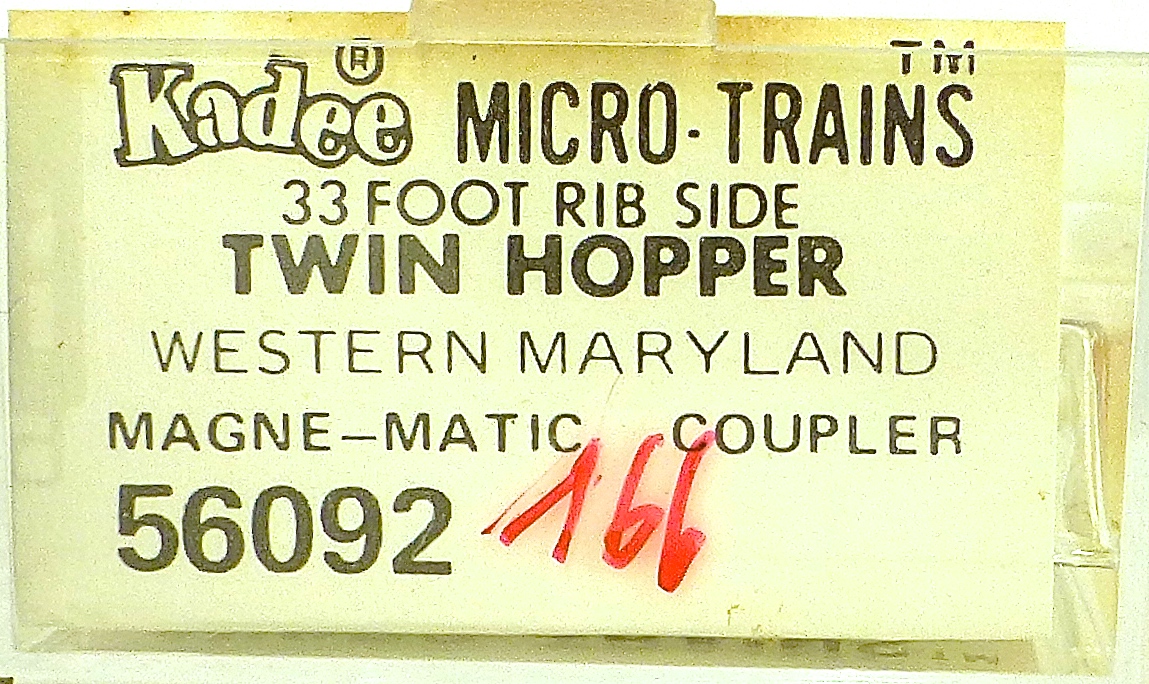 Kadee® MICRO-TRAINS™
33 FOOT RIB SIDE
TWIN HOPPER
WESTERN MARYLAND
MAGNE-MATIC COUPLER
56092 166